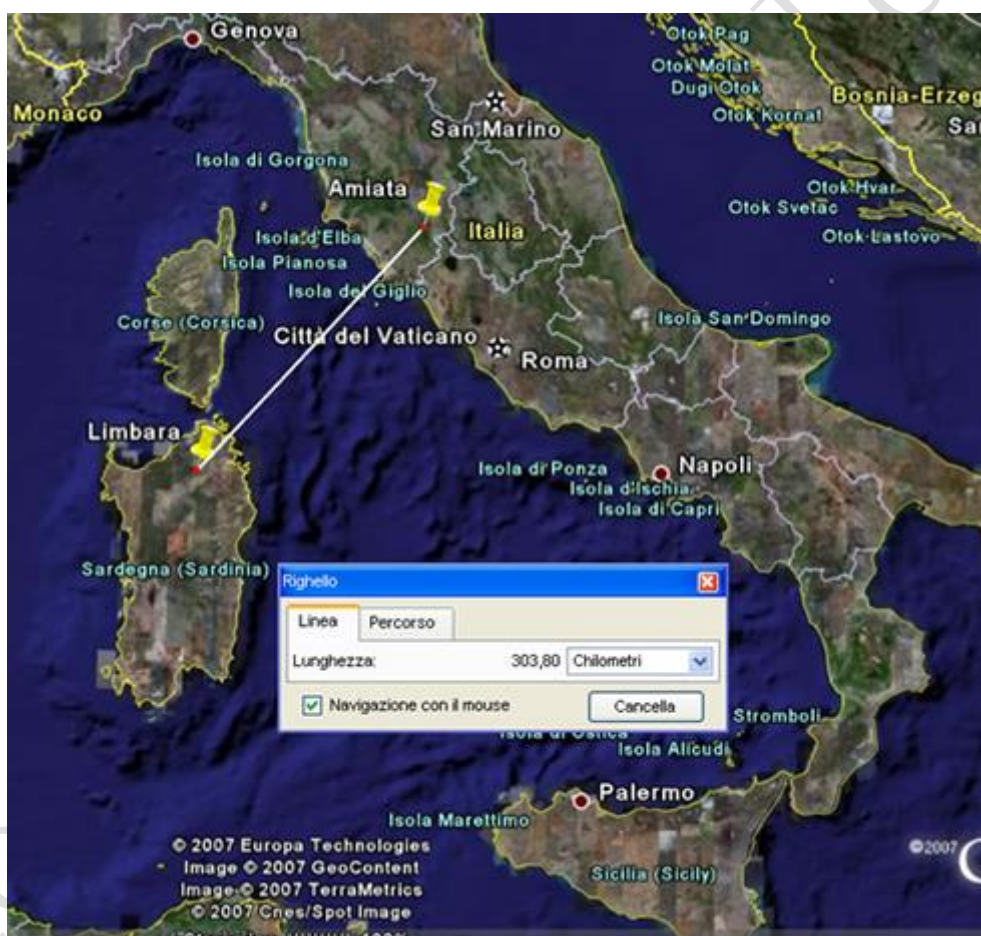 Genova
Otok Pag
Otok Molat
Dugi Otok
Monaco
Bosnia-Erzeg
Otok Kornat
San Marino
Isola di Gorgona
Amiata
Otok Hvar
Otok Svetac
Isola d'Elba
Italia
Otok Lastovo
Isola Pianosa
Isola del Giglio
Corse (Corsica)
Isola San Domingo
Città del Vaticano
Roma
Limbara
Isola di Ponza
Napoli
Isola d'Ischia
Isola di Capri
Sardegna (Sardinia)
Righello
Linea Percorso
Lunghezza: 303,80 Chilometri
Navigazione con il mouse Cancella
Stromboli
Isola di Ustica
Isola Alicudi
Palermo
Isola Marettimo
Sicilia (Sicily)
© 2007 Europa Technologies
Image © 2007 GeoContent
Image © 2007 TerraMetrics
© 2007 Cnes/Spot Image
©2007